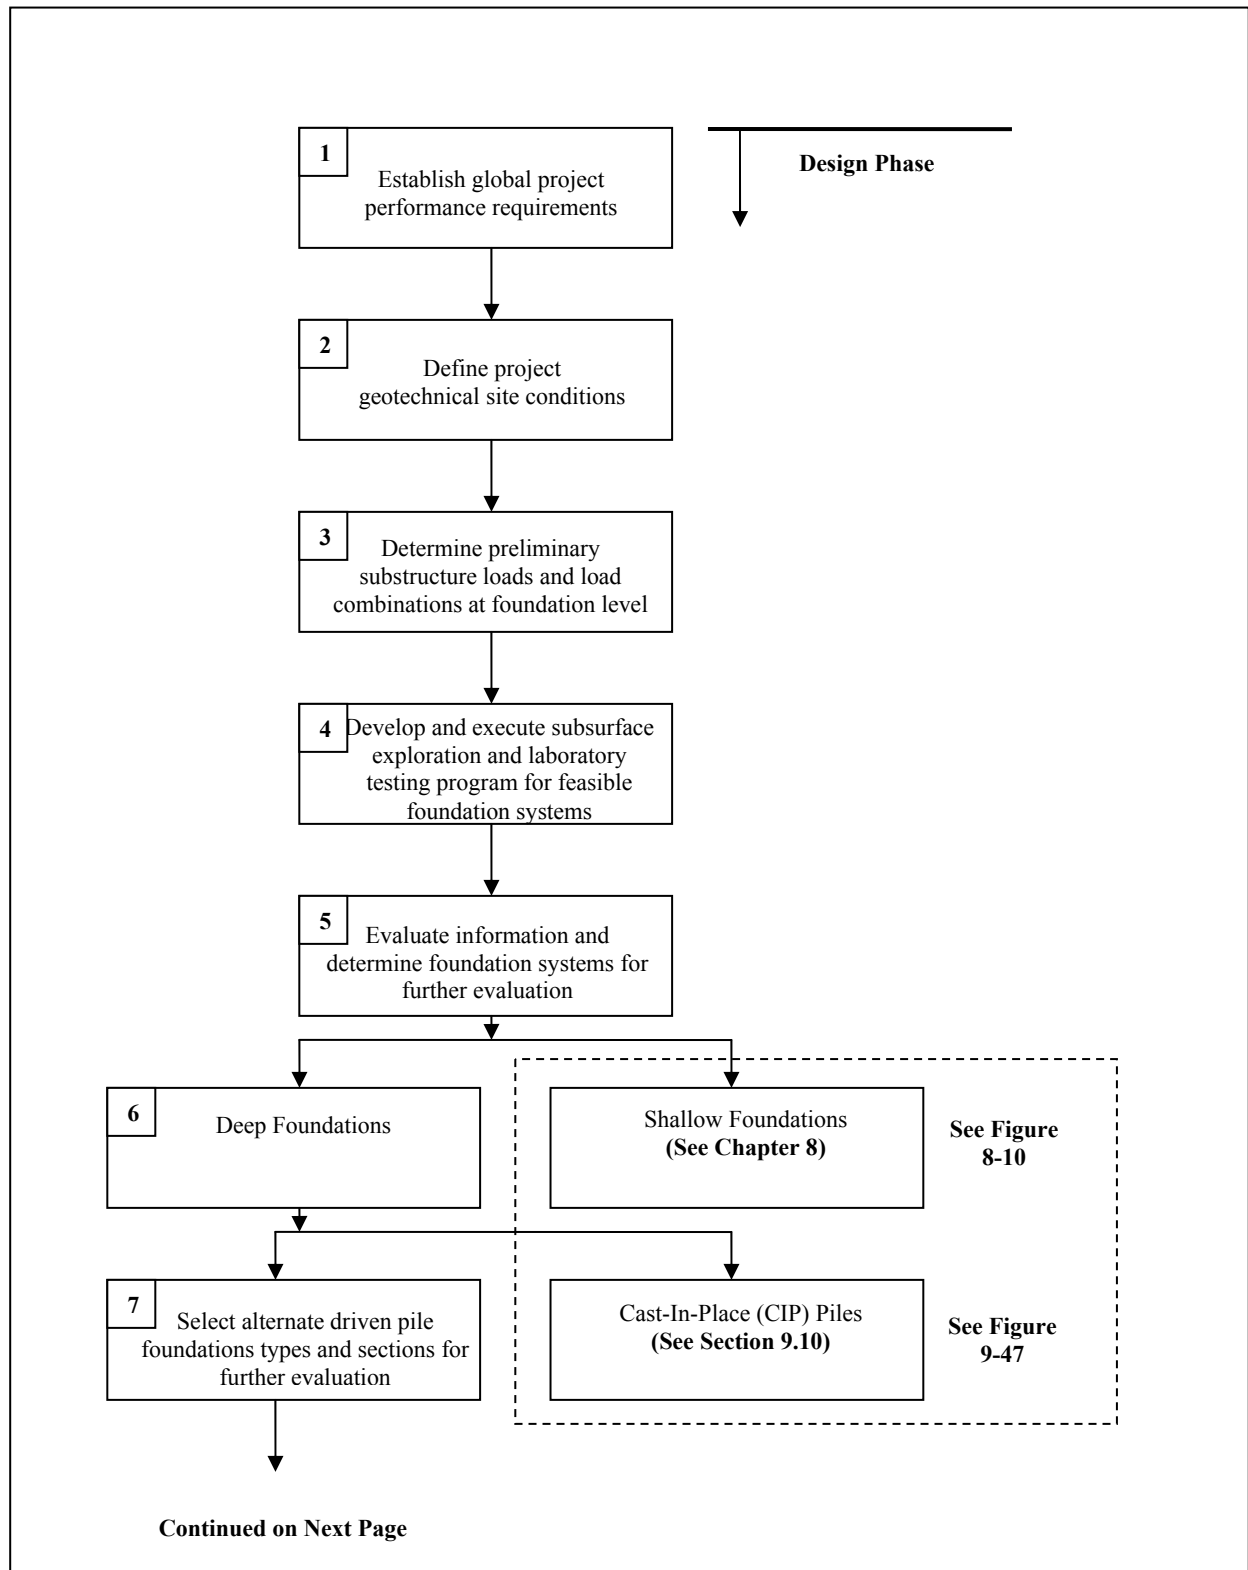 1
Establish global project
performance requirements
Design Phase
2
Define project
geotechnical site conditions
3
Determine preliminary
substructure loads and load
combinations at foundation level
4
Develop and execute subsurface
exploration and laboratory
testing program for feasible
foundation systems
5
Evaluate information and
determine foundation systems for
further evaluation
6
Deep Foundations
Shallow Foundations
(See Chapter 8)
See Figure
8-10
7
Select alternate driven pile
foundations types and sections for
further evaluation
Cast-In-Place (CIP) Piles
(See Section 9.10)
See Figure
9-47
Continued on Next Page